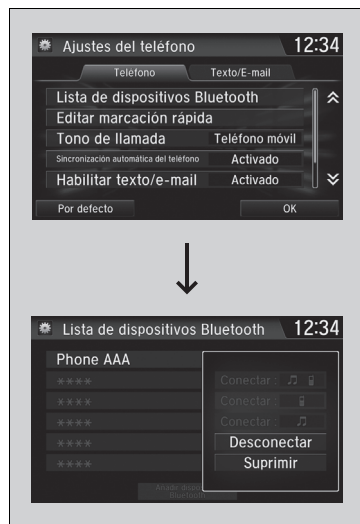 Ajustes del teléfono 12:34
Teléfono Texto/E-mail
Lista de dispositivos Bluetooth
Editar marcación rápida
Tono de llamada Teléfono móvil
Sincronización automática del teléfono Activado
Habilitar texto/e-mail Activado
Por defecto OK
Lista de dispositivos Bluetooth 12:34
Phone AAA
****
**** Conectar :
**** Conectar :
**** Conectar :
**** Desconectar
Suprimir
Bluetooth